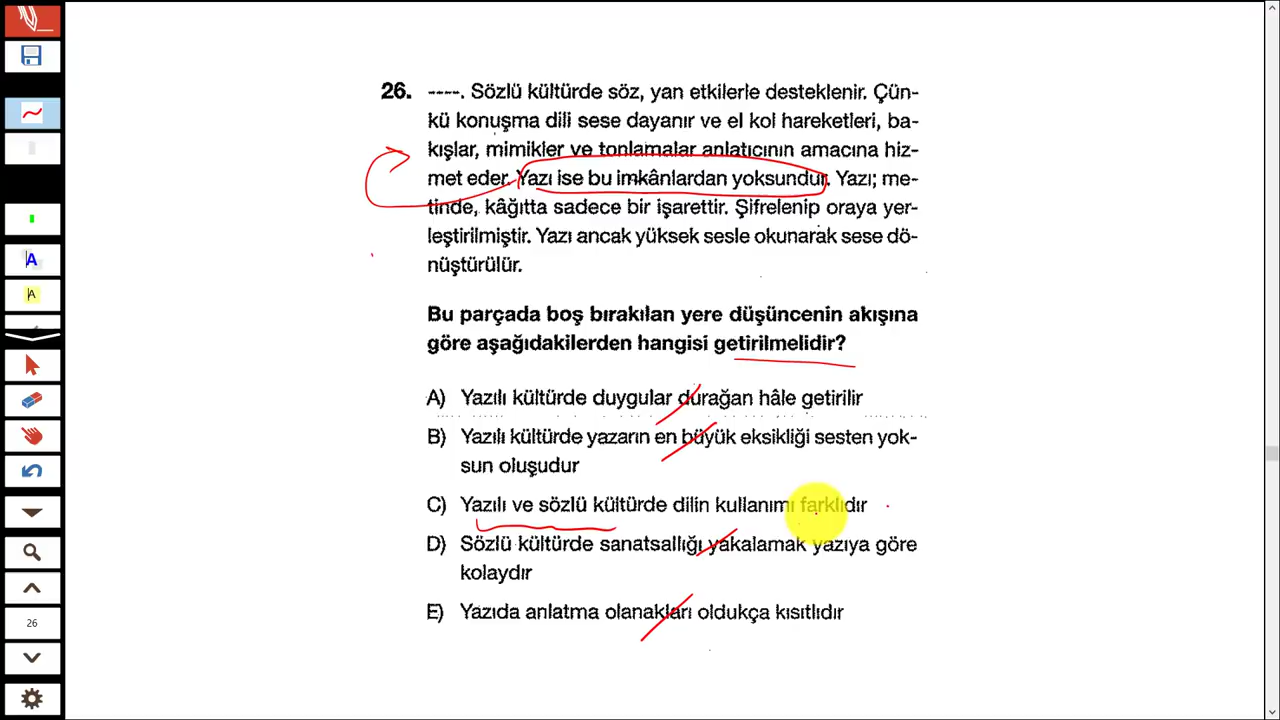 26. ----. Sözlü kültürde söz, yan etkilerle desteklenir. Çün-
kü konuşma dili sese dayanır ve el kol hareketleri, ba-
kışlar, mimikler ve tonlamalar anlatıcının amacına hiz-
met eder. Yazı ise bu imkânlardan yoksundur. Yazı; me-
tinde, kâğıtta sadece bir işarettir. Şifrelenip oraya yer-
leştirilmiştir. Yazı ancak yüksek sesle okunarak sese dö-
nüştürülür.
Bu parçada boş bırakılan yere düşüncenin akışına
göre aşağıdakilerden hangisi getirilmelidir?
A) Yazılı kültürde duygular durağan hâle getirilir
B) Yazılı kültürde yazarın en büyük eksikliği sesten yok-
sun oluşudur
C) Yazılı ve sözlü kültürde dilin kullanımı farklıdır
D) Sözlü kültürde sanatsallığı yakalamak yazıya göre
kolaydır
E) Yazıda anlatma olanakları oldukça kısıtlıdır
A
A
26